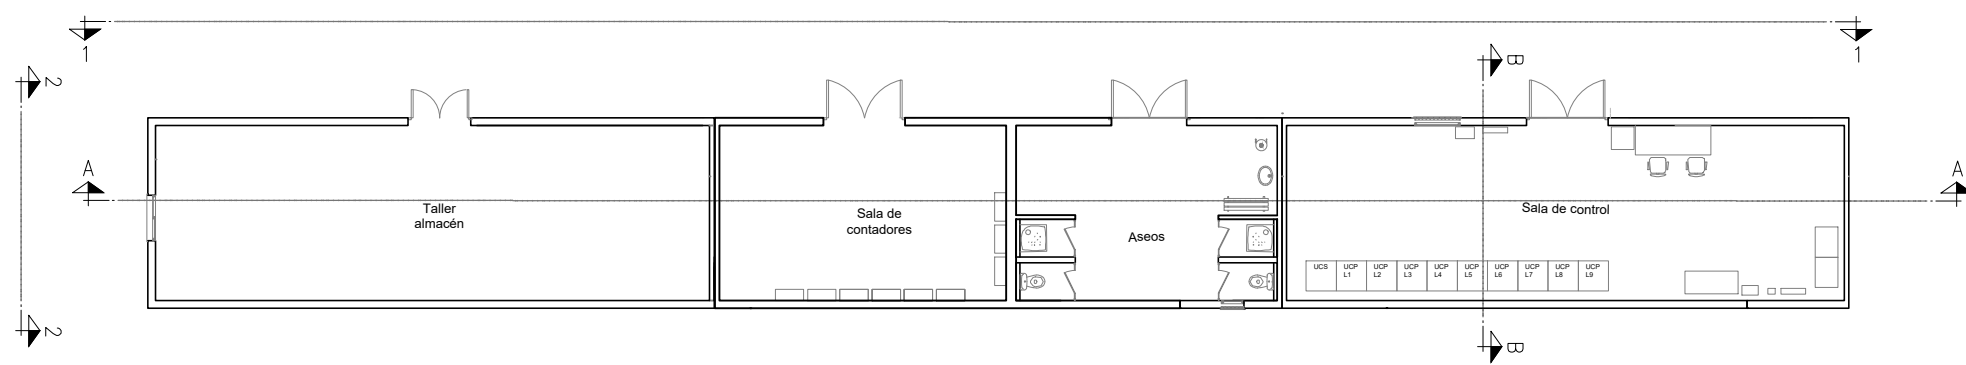 1
1
2
B
A
A
Taller
almacén
Sala de
contadores
Aseos
Sala de control
UCS
UCP
L1
UCP
L2
UCP
L3
UCP
L4
UCP
L5
UCP
L6
UCP
L7
UCP
L8
UCP
L9
2
B